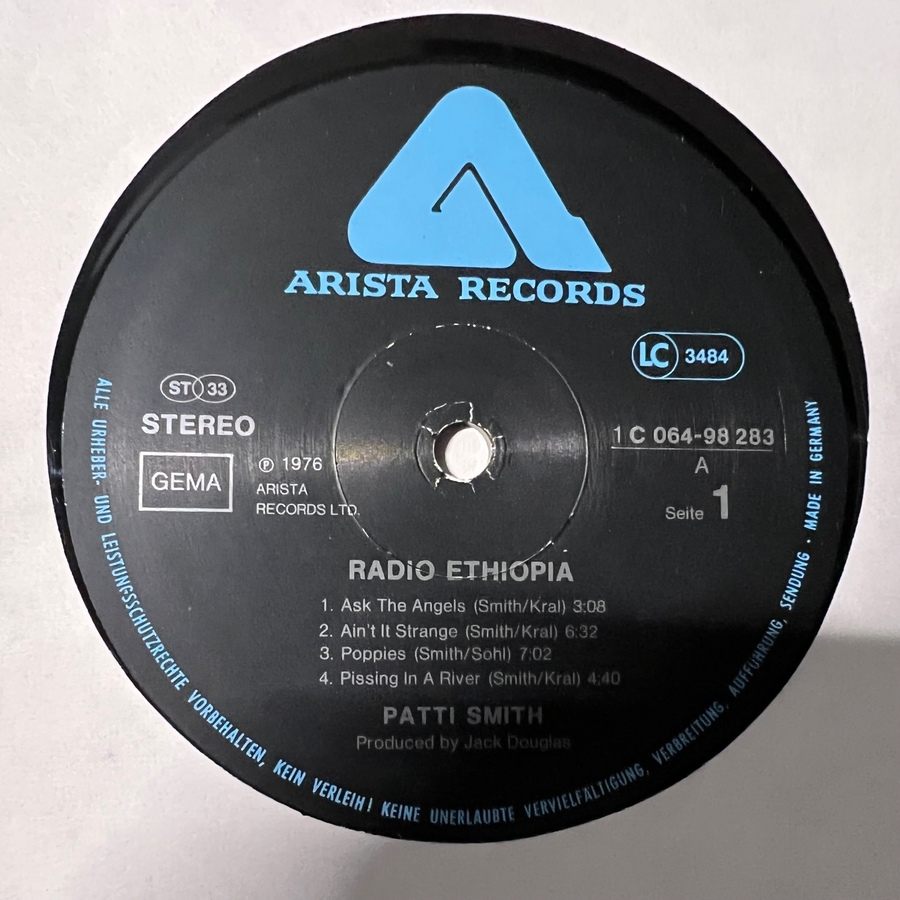 ARISTA RECORDS
LC 3484
ST 33
STEREO
GEMA
℗ 1976
ARISTA
RECORDS LTD.
1 C 064-98 283
A
Seite 1
RADIO ETHIOPIA
1. Ask The Angels (Smith/Kral) 3:08
2. Ain't It Strange (Smith/Kral) 6:32
3. Poppies (Smith/Sohl) 7:02
4. Pissing In A River (Smith/Kral) 4:40
PATTI SMITH
Produced by Jack Douglas
ALLE URHEBER- UND LEISTUNGSSCHUTZRECHTE VORBEHALTEN, KEIN VERLEIH! KEINE UNERLAUBTE VERVIELFÄLTIGUNG, VERBREITUNG, AUFFÜHRUNG, SENDUNG · MADE IN GERMANY